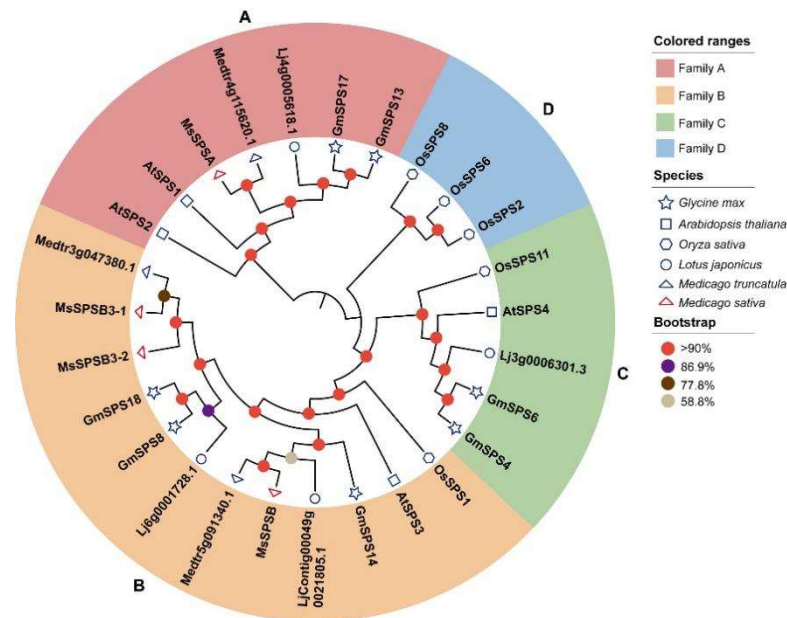 A
Medtr4g115620.1
Lj4g0005618.1
GmSPS17
GmSPS13
MsSPSA
AtSPS1
AtSPS2
D
OsSPS8
OsSPS6
OsSPS2
OsSPS11
AtSPS4
Lj3g0006301.3
GmSPS6
GmSPS4
C
OsSPS1
AtSPS3
GmSPS14
LjContig00049g
0021805.1
MsSPSB
Medtr5g091340.1
Lj6g0001728.1
GmSPS8
GmSPS18
MsSPSB3-2
MsSPSB3-1
Medtr3g047380.1
B
Colored ranges
Family A
Family B
Family C
Family D
Species
Glycine max
Arabidopsis thaliana
Oryza sativa
Lotus japonicus
Medicago truncatula
Medicago sativa
Bootstrap
>90%
86.9%
77.8%
58.8%